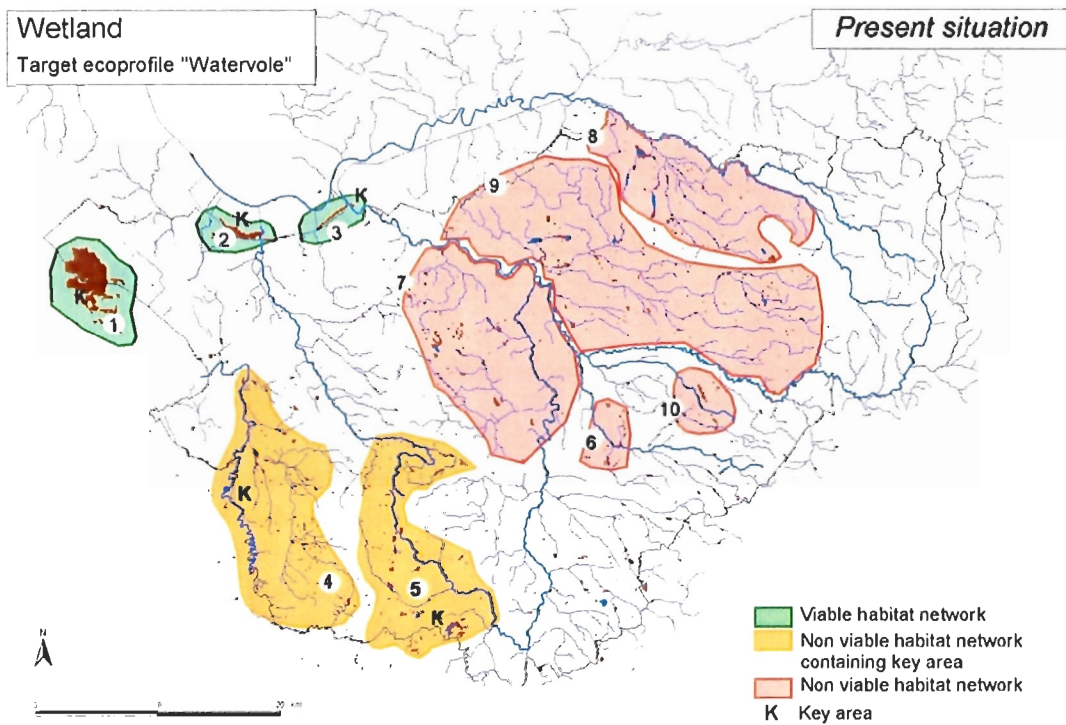 Wetland
Target ecoprofile "Watervole"
Present situation
8
9
K
K
2
3
7
K
1
10
6
K
4
5
K
N
Viable habitat network
Non viable habitat network
containing key area
Non viable habitat network
K Key area